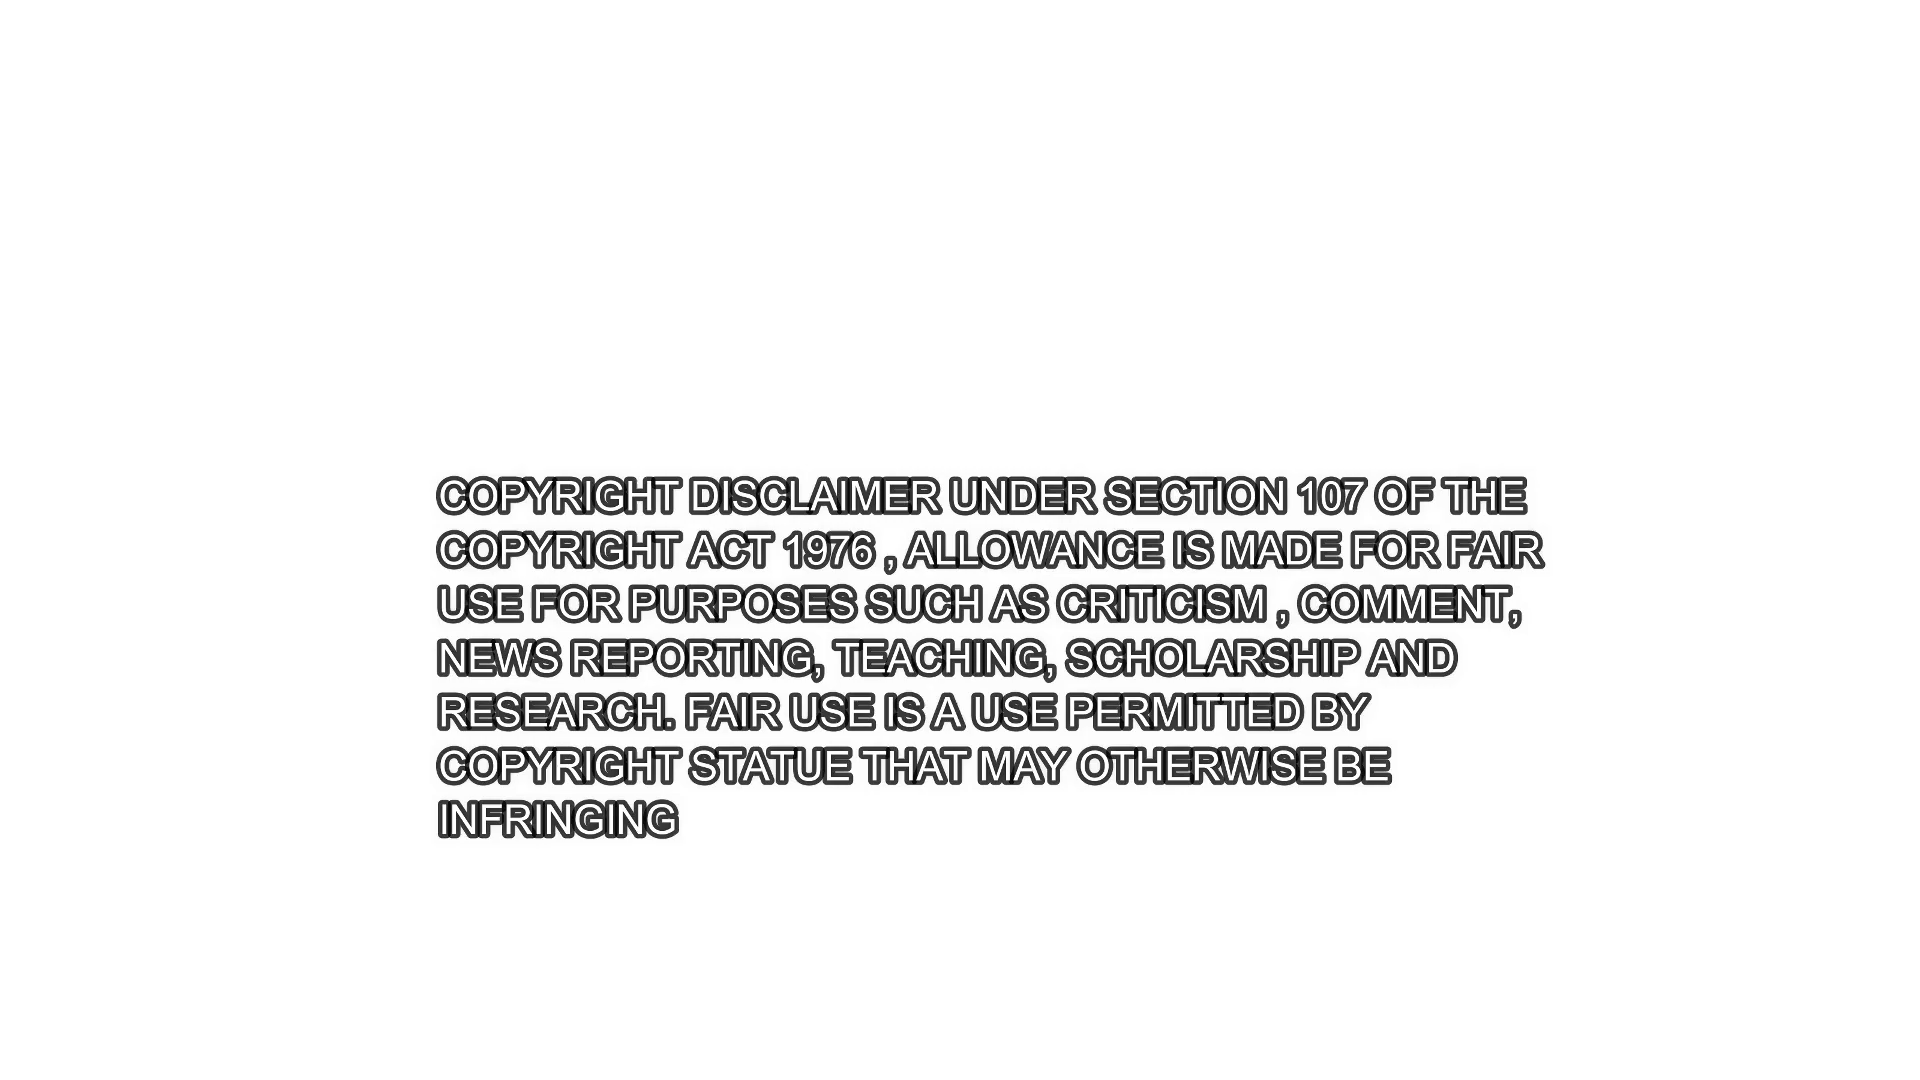 COPYRIGHT DISCLAIMER UNDER SECTION 107 OF THE
COPYRIGHT ACT 1976 , ALLOWANCE IS MADE FOR FAIR
USE FOR PURPOSES SUCH AS CRITICISM , COMMENT,
NEWS REPORTING, TEACHING, SCHOLARSHIP AND
RESEARCH. FAIR USE IS A USE PERMITTED BY
COPYRIGHT STATUE THAT MAY OTHERWISE BE
INFRINGING